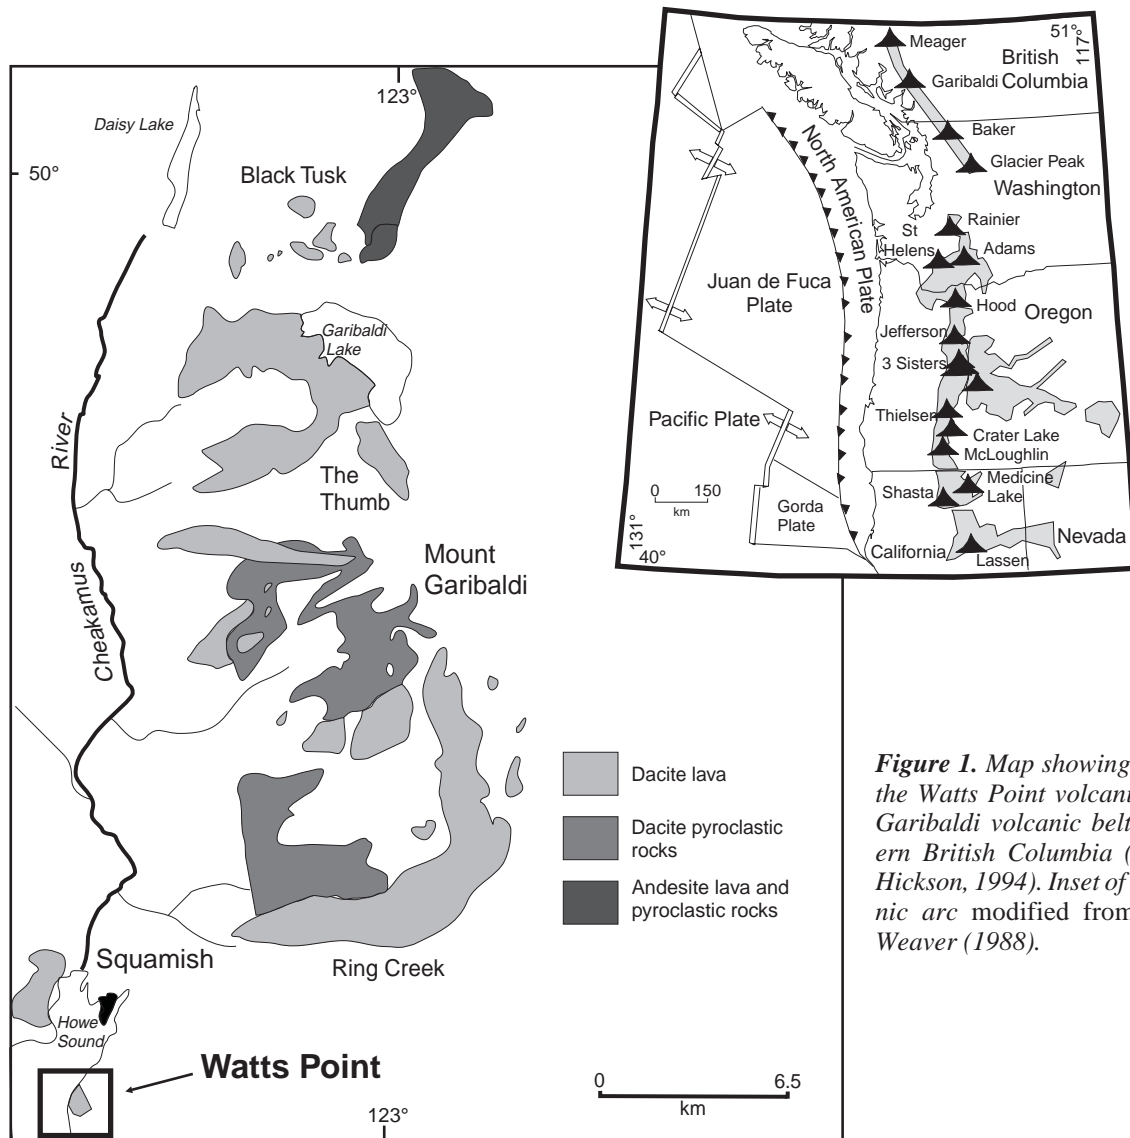 123°
Daisy Lake
50°
Black Tusk
Garibaldi
Lake
River
The
Thumb
Mount
Garibaldi
Cheakamus
Dacite lava
Dacite pyroclastic
rocks
Andesite lava and
pyroclastic rocks
Squamish
Ring Creek
Howe
Sound
Watts Point
0 6.5
km
123°
51°
117°
Meager
British
Columbia
Garibaldi
Baker
Glacier Peak
Washington
North American Plate
Rainier
St
Helens
Adams
Juan de Fuca
Plate
Hood
Oregon
Jefferson
3 Sisters
Pacific Plate
Thielsen
Crater Lake
McLoughlin
Medicine
Lake
Shasta
0 150
km
Gorda
Plate
131°
40°
California
Lassen
Nevada
Figure 1. Map showing
the Watts Point volcani
Garibaldi volcanic belt
ern British Columbia (
Hickson, 1994). Inset of
nic arc modified from
Weaver (1988).